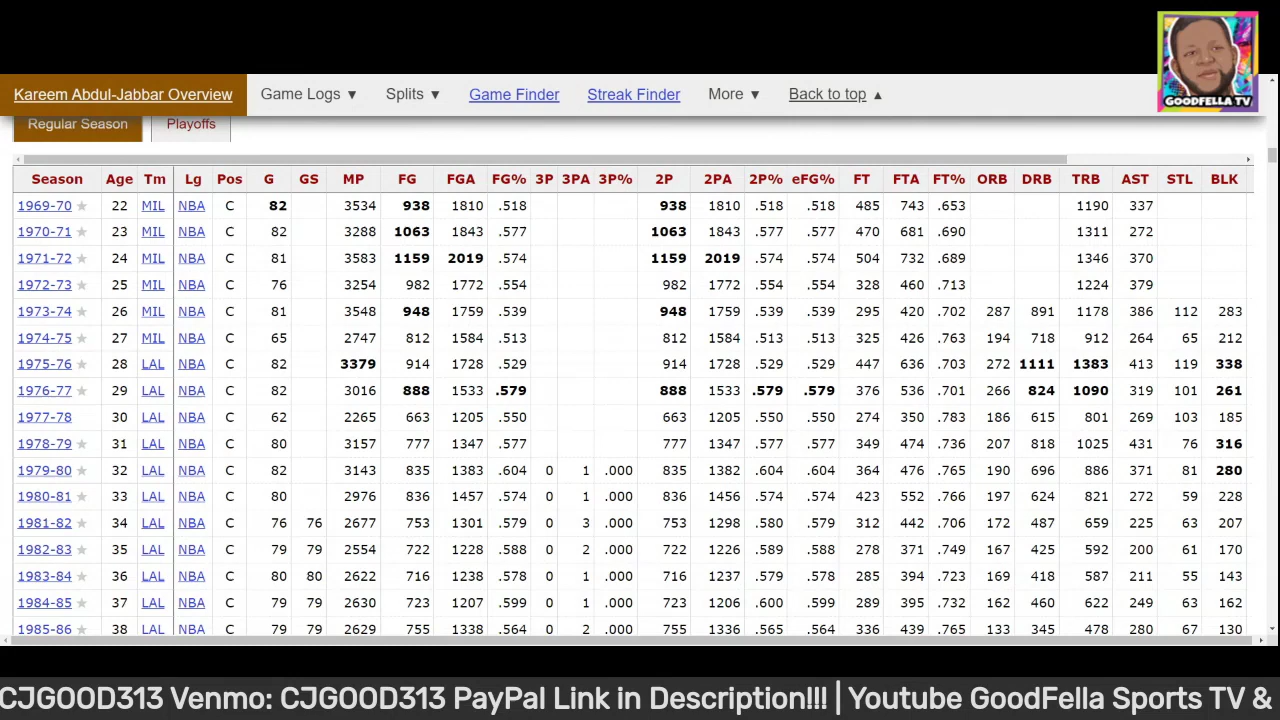 GOODFELLA TV
Kareem Abdul-Jabbar Overview Game Logs ▼ Splits ▼ Game Finder Streak Finder More ▼ Back to top ▲
Regular Season Playoffs
Season Age Tm Lg Pos G GS MP FG FGA FG% 3P 3PA 3P% 2P 2PA 2P% eFG% FT FTA FT% ORB DRB TRB AST STL BLK
1969-70 ★ 22 MIL NBA C 82 3534 938 1810 .518 938 1810 .518 .518 485 743 .653 1190 337
1970-71 ★ 23 MIL NBA C 82 3288 1063 1843 .577 1063 1843 .577 .577 470 681 .690 1311 272
1971-72 ★ 24 MIL NBA C 81 3583 1159 2019 .574 1159 2019 .574 .574 504 732 .689 1346 370
1972-73 ★ 25 MIL NBA C 76 3254 982 1772 .554 982 1772 .554 .554 328 460 .713 1224 379
1973-74 ★ 26 MIL NBA C 81 3548 948 1759 .539 948 1759 .539 .539 295 420 .702 287 891 1178 386 112 283
1974-75 ★ 27 MIL NBA C 65 2747 812 1584 .513 812 1584 .513 .513 325 426 .763 194 718 912 264 65 212
1975-76 ★ 28 LAL NBA C 82 3379 914 1728 .529 914 1728 .529 .529 447 636 .703 272 1111 1383 413 119 338
1976-77 ★ 29 LAL NBA C 82 3016 888 1533 .579 888 1533 .579 .579 376 536 .701 266 824 1090 319 101 261
1977-78 30 LAL NBA C 62 2265 663 1205 .550 663 1205 .550 .550 274 350 .783 186 615 801 269 103 185
1978-79 ★ 31 LAL NBA C 80 3157 777 1347 .577 777 1347 .577 .577 349 474 .736 207 818 1025 431 76 316
1979-80 ★ 32 LAL NBA C 82 3143 835 1383 .604 0 1 .000 835 1382 .604 .604 364 476 .765 190 696 886 371 81 280
1980-81 ★ 33 LAL NBA C 80 2976 836 1457 .574 0 1 .000 836 1456 .574 .574 423 552 .766 197 624 821 272 59 228
1981-82 ★ 34 LAL NBA C 76 76 2677 753 1301 .579 0 3 .000 753 1298 .580 .579 312 442 .706 172 487 659 225 63 207
1982-83 ★ 35 LAL NBA C 79 79 2554 722 1228 .588 0 2 .000 722 1226 .589 .588 278 371 .749 167 425 592 200 61 170
1983-84 ★ 36 LAL NBA C 80 80 2622 716 1238 .578 0 1 .000 716 1237 .579 .578 285 394 .723 169 418 587 211 55 143
1984-85 ★ 37 LAL NBA C 79 79 2630 723 1207 .599 0 1 .000 723 1206 .600 .599 289 395 .732 162 460 622 249 63 162
1985-86 ★ 38 LAL NBA C 79 79 2629 755 1338 .564 0 2 .000 755 1336 .565 .564 336 439 .765 133 345 478 280 67 130
CJGOOD313 Venmo: CJGOOD313 PayPal Link in Description!!! | Youtube GoodFella Sports TV &